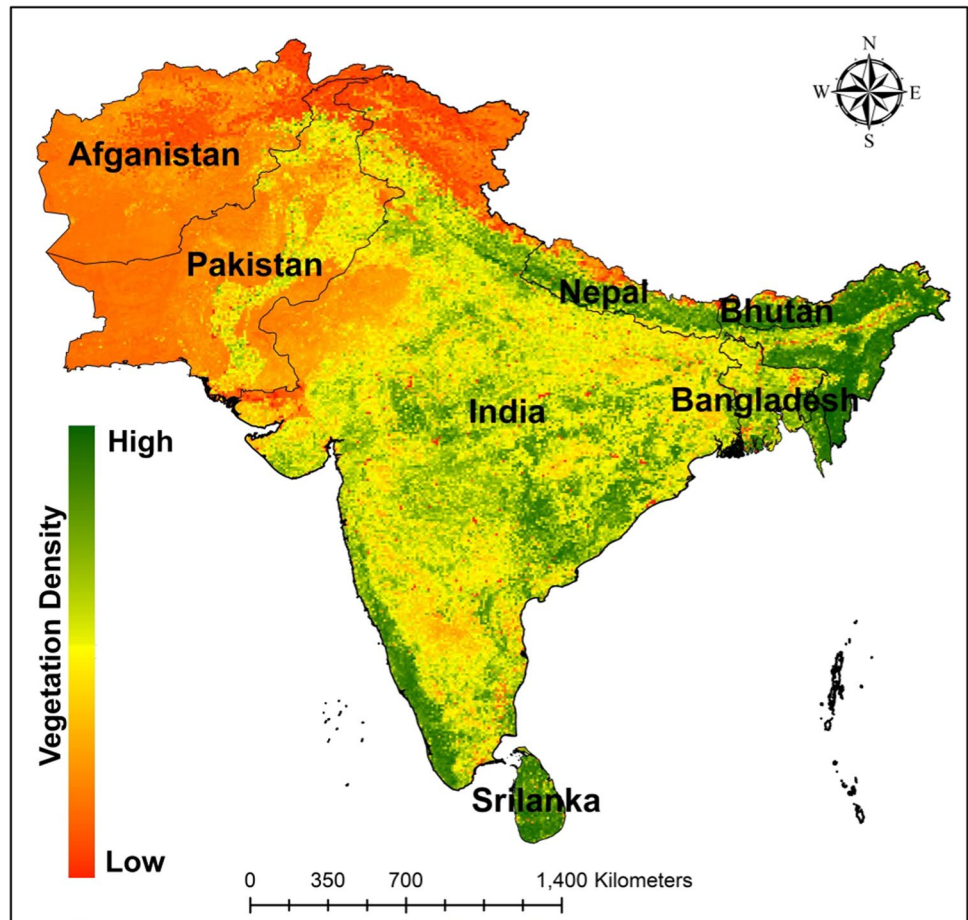 N
W E
S
Afganistan
Pakistan
Nepal
Bhutan
India
Bangladesh
High
Vegetation Density
Low
Srilanka
0 350 700 1,400 Kilometers